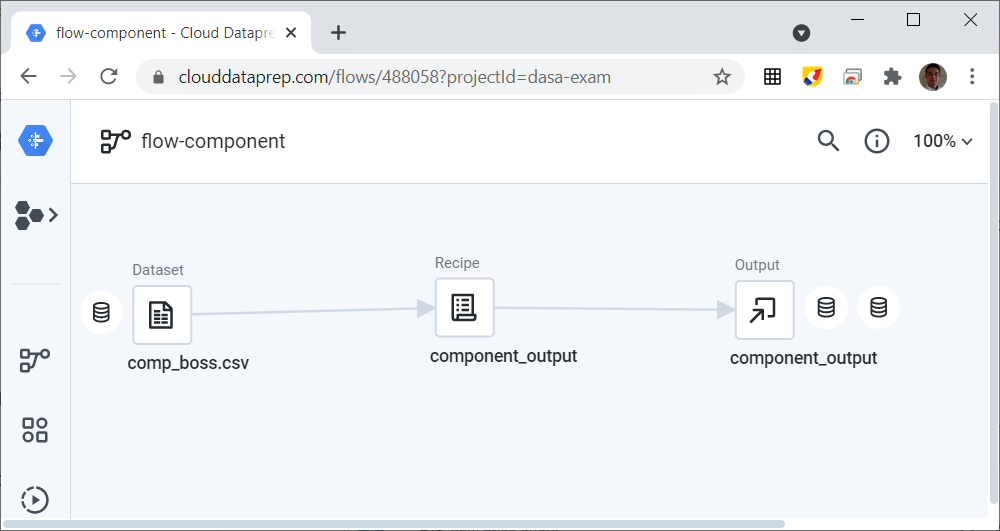 flow-component - Cloud Datapre
clouddataprep.com/flows/488058?projectId=dasa-exam
flow-component
100%
Dataset
Recipe
Output
comp_boss.csv
component_output
component_output